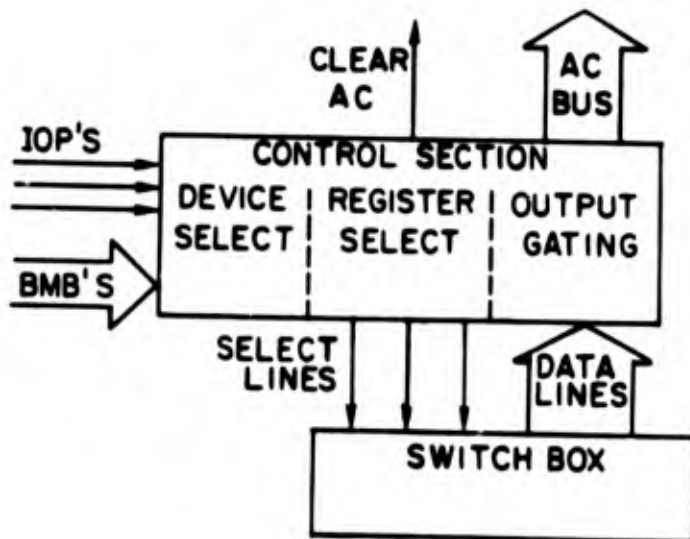 CLEAR
AC
AC
BUS
IOP'S
CONTROL SECTION
DEVICE
SELECT
REGISTER
SELECT
OUTPUT
GATING
BMB'S
SELECT
LINES
DATA
LINES
SWITCH BOX